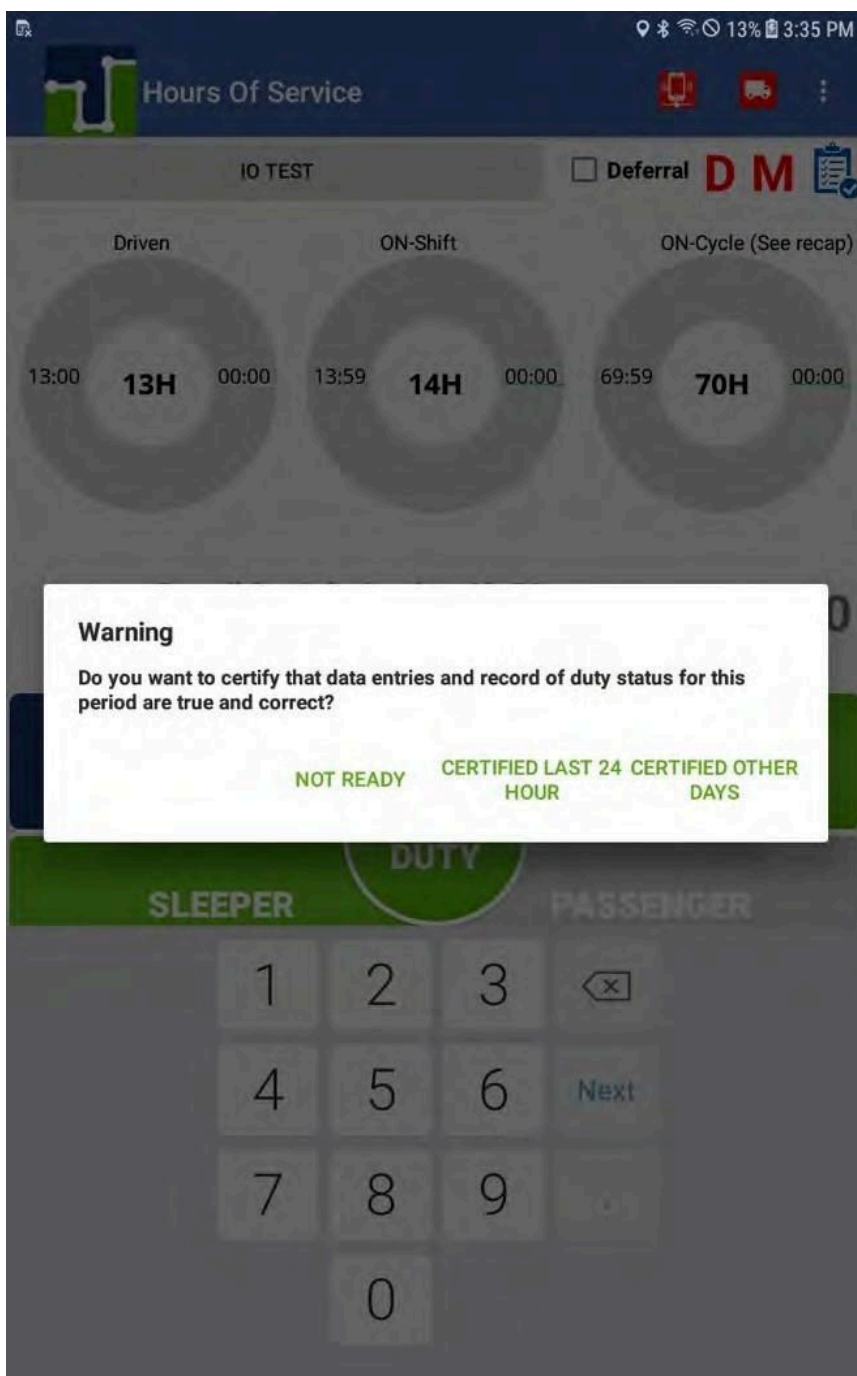 13% 3:35 PM
Hours Of Service
IO TEST
Deferral D M
Driven ON-Shift ON-Cycle (See recap)
13:00 13H 00:00 13:59 14H 00:00 69:59 70H 00:00
0
Warning
Do you want to certify that data entries and record of duty status for this
period are true and correct?
NOT READY
CERTIFIED LAST 24
HOUR
CERTIFIED OTHER
DAYS
DUTY
SLEEPER
PASSENGER
1 2 3
4 5 6 Next
7 8 9 .
0